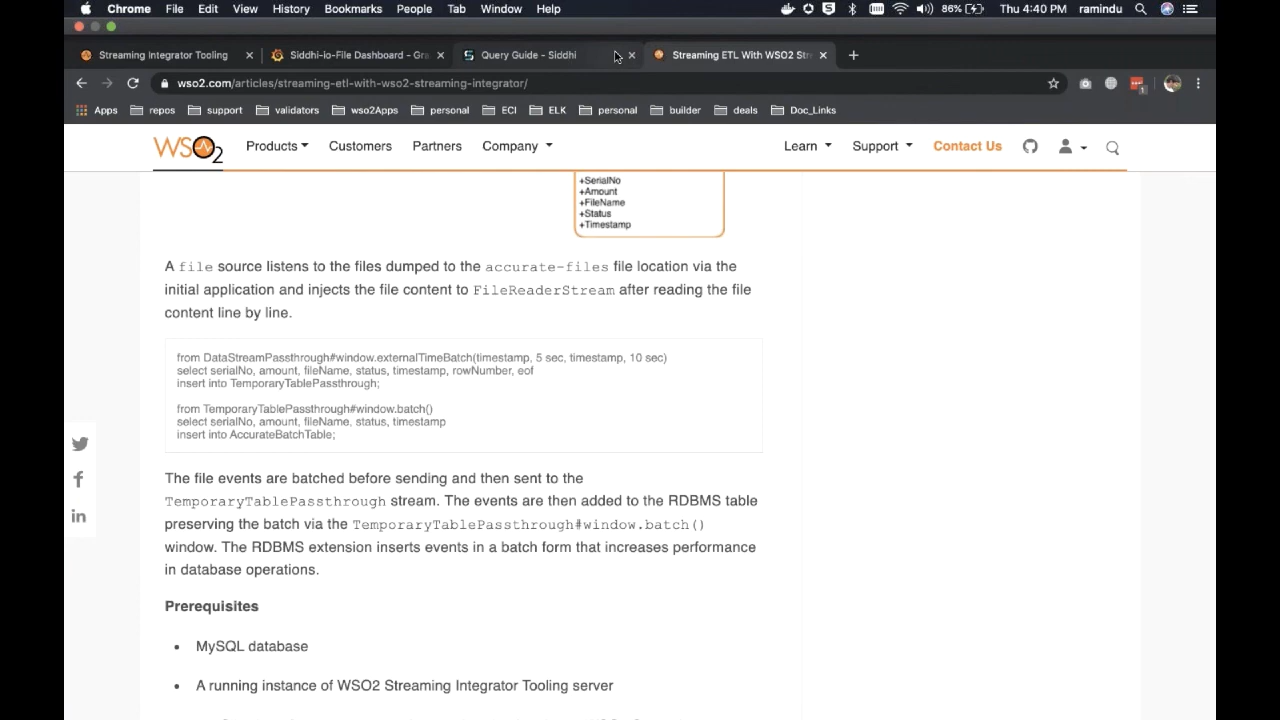 Chrome File Edit View History Bookmarks People Tab Window Help 86% Thu 4:40 PM ramindu
Streaming Integrator Tooling Siddhi-io-File Dashboard - Gra Query Guide - Siddhi Streaming ETL With WSO2 Str
wso2.com/articles/streaming-etl-with-wso2-streaming-integrator/
Apps repos support validators wso2Apps personal ECI ELK personal builder deals Doc_Links
WSO2 Products Customers Partners Company Learn Support Contact Us
+SerialNo
+Amount
+FileName
+Status
+Timestamp
A file source listens to the files dumped to the accurate-files file location via the
initial application and injects the file content to FileReaderStream after reading the file
content line by line.
from DataStreamPassthrough#window.externalTimeBatch(timestamp, 5 sec, timestamp, 10 sec)
select serialNo, amount, fileName, status, timestamp, rowNumber, eof
insert into TemporaryTablePassthrough;
from TemporaryTablePassthrough#window.batch()
select serialNo, amount, fileName, status, timestamp
insert into AccurateBatchTable;
The file events are batched before sending and then sent to the
TemporaryTablePassthrough stream. The events are then added to the RDBMS table
preserving the batch via the TemporaryTablePassthrough#window.batch()
window. The RDBMS extension inserts events in a batch form that increases performance
in database operations.
Prerequisites
• MySQL database
• A running instance of WSO2 Streaming Integrator Tooling server